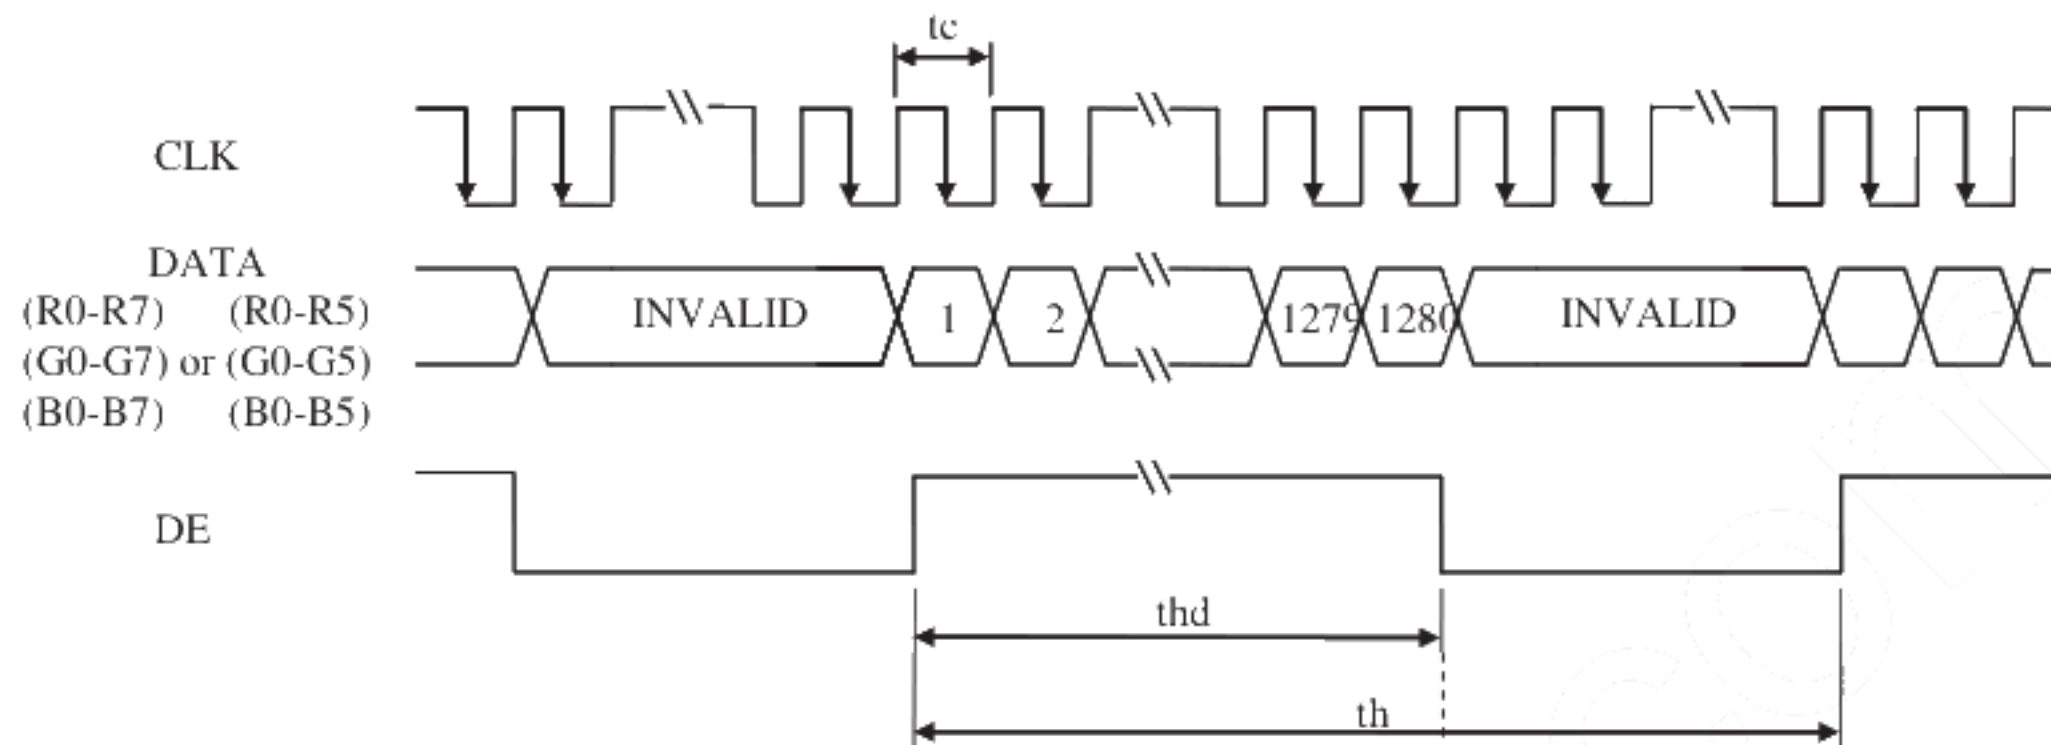 tc
CLK
DATA
(R0-R7) (R0-R5)
(G0-G7) or (G0-G5)
(B0-B7) (B0-B5)
INVALID 1 2 1279 1280 INVALID
DE
thd
th